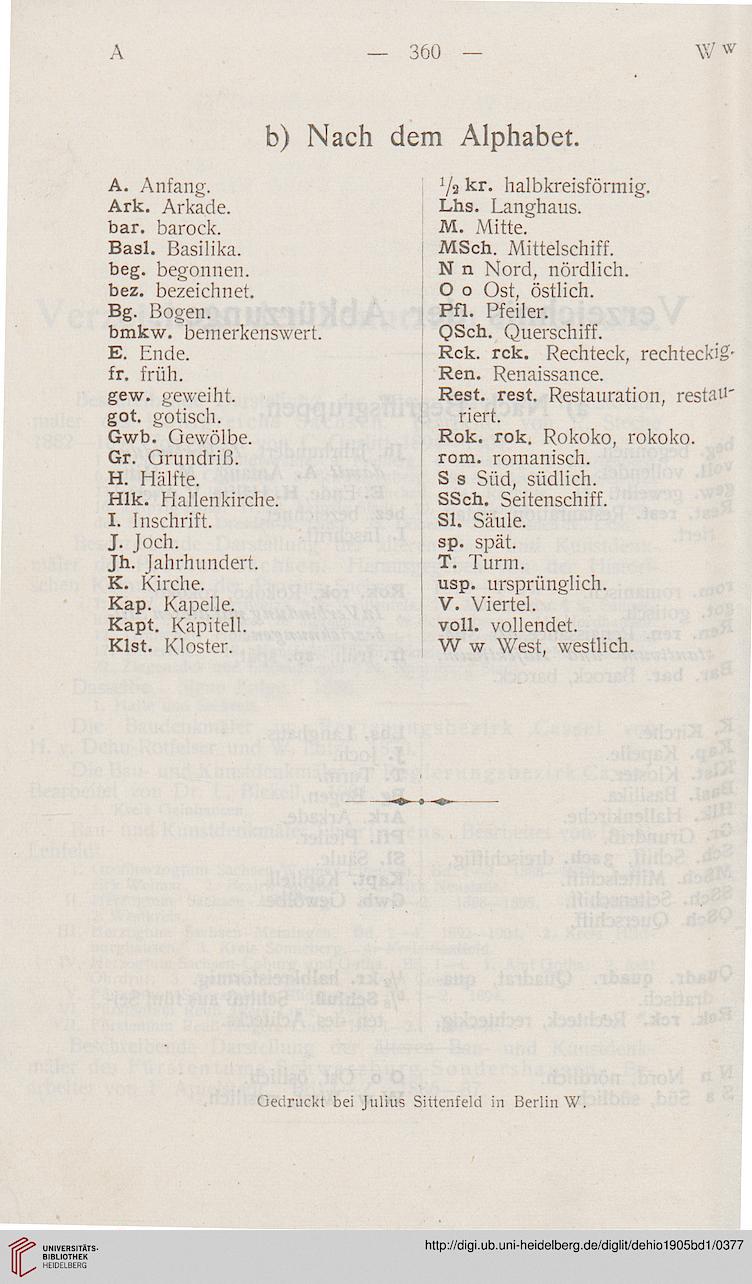 A — 360 — W w
b) Nach dem Alphabet.
A. Anfang.
Ark. Arkade.
bar. barock.
Basl. Basilika.
beg. begonnen.
bez. bezeichnet.
Bg. Bogen.
bmkw. bemerkenswert.
E. Ende.
fr. früh.
gew. geweiht.
got. gotisch.
Gwb. Gewölbe.
Gr. Grundriß.
H. Hälfte.
Hlk. Hallenkirche.
I. Inschrift.
J. Joch.
Jh. Jahrhundert.
K. Kirche.
Kap. Kapelle.
Kapt. Kapitell.
Klst. Kloster.
½ kr. halbkreisförmig.
Lhs. Langhaus.
M. Mitte.
MSch. Mittelschiff.
N n Nord, nördlich.
O o Ost, östlich.
Pfl. Pfeiler.
QSch. Querschiff.
Rck. rck. Rechteck, rechteckig.
Ren. Renaissance.
Rest. rest. Restauration, restau-
riert.
Rok. rok. Rokoko, rokoko.
rom. romanisch.
S s Süd, südlich.
SSch. Seitenschiff.
Sl. Säule.
sp. spät.
T. Turm.
usp. ursprünglich.
V. Viertel.
voll. vollendet.
W w West, westlich.
Gedruckt bei Julius Sittenfeld in Berlin W.
UNIVERSITÄTS-
BIBLIOTHEK
HEIDELBERG
http://digi.ub.uni-heidelberg.de/diglit/dehio1905bd1/0377